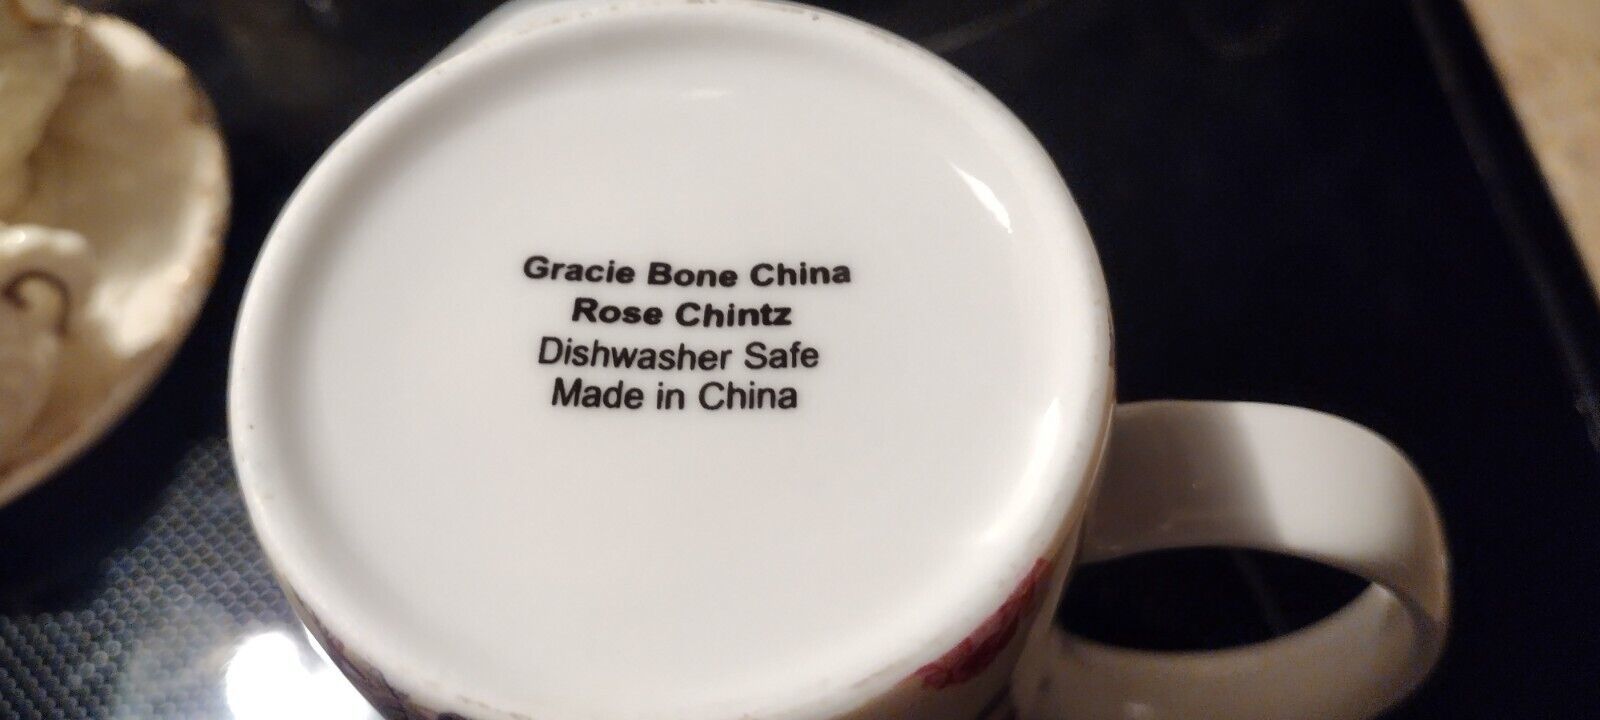 Gracie Bone China
Rose Chintz
Dishwasher Safe
Made in China